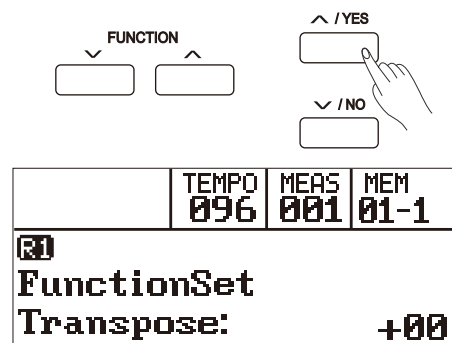 FUNCTION
∧ / YES
∨ / NO
TEMPO MEAS MEM
096 001 01-1
R1
FunctionSet
Transpose: +00